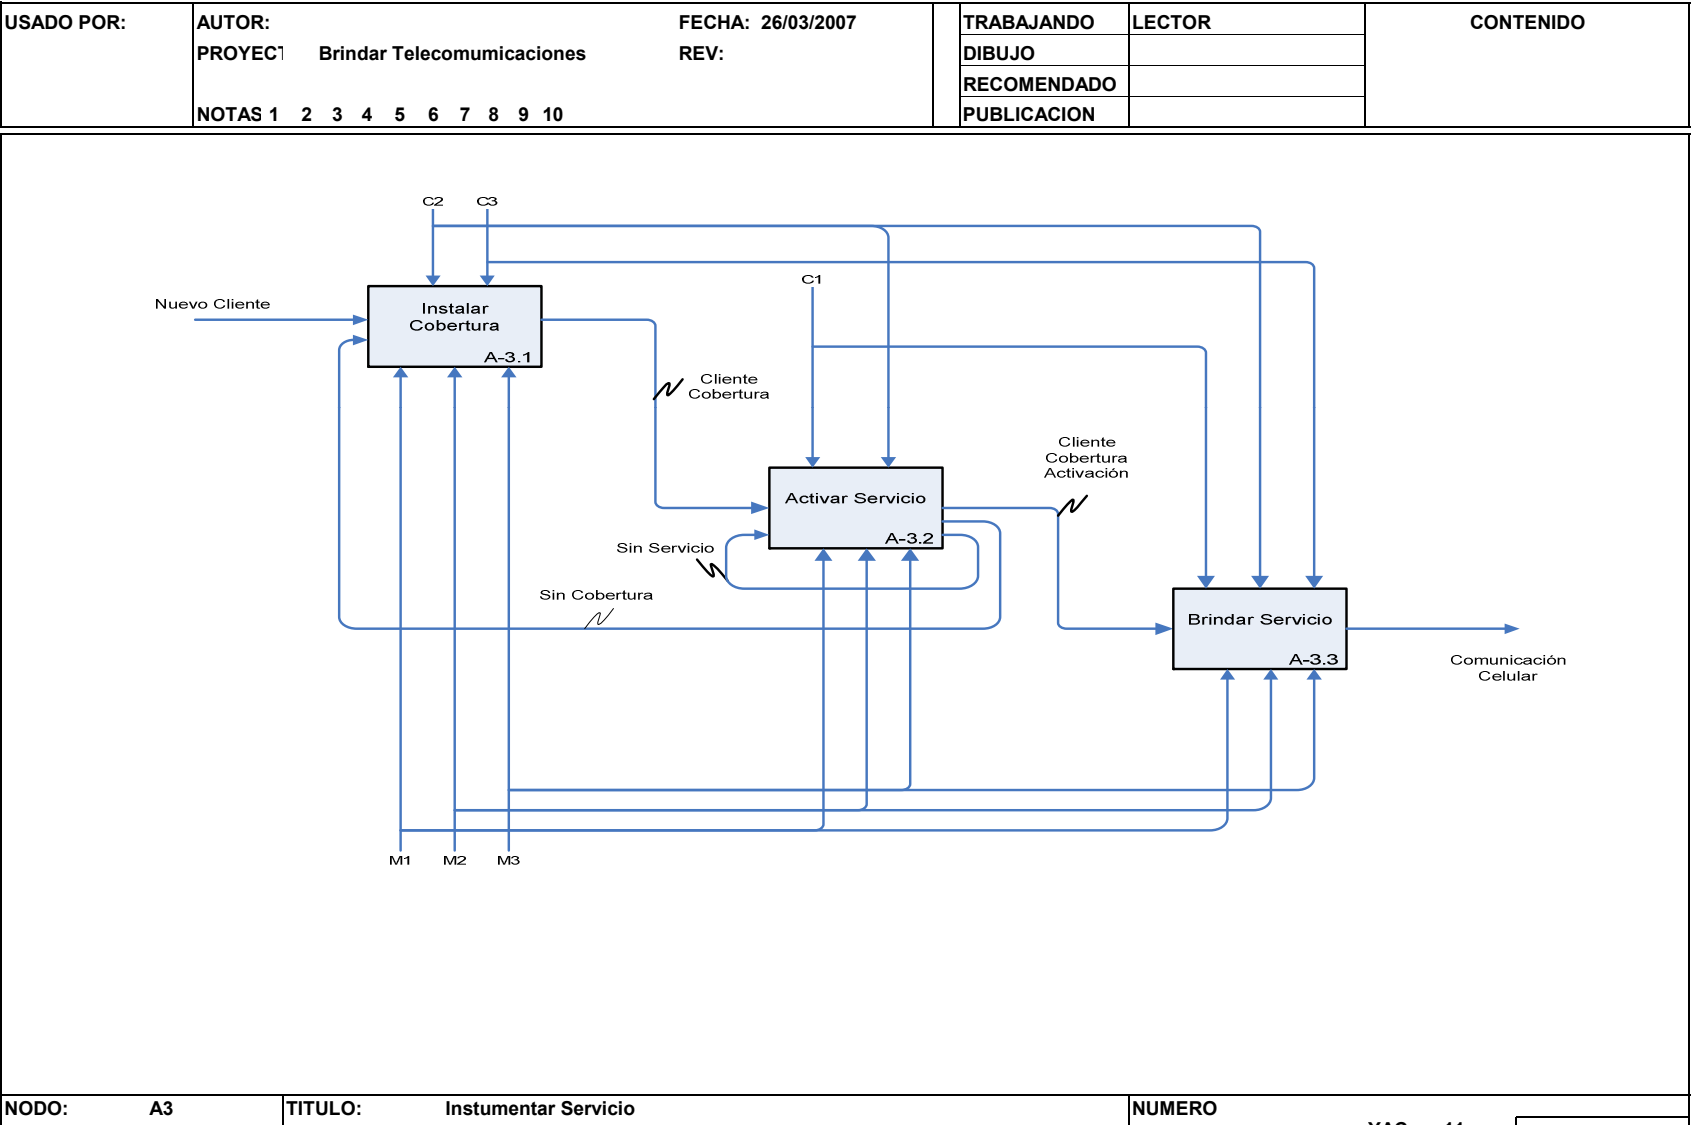 USADO POR:
AUTOR:
FECHA: 26/03/2007
TRABAJANDO
LECTOR
CONTENIDO
PROYECT Brindar Telecomumicaciones
REV:
DIBUJO
RECOMENDADO
NOTAS 1 2 3 4 5 6 7 8 9 10
PUBLICACION
C2 C3
C1
Nuevo Cliente
Instalar
Cobertura
A-3.1
Cliente
Cobertura
Cliente
Cobertura
Activación
Activar Servicio
A-3.2
Sin Servicio
Sin Cobertura
Brindar Servicio
A-3.3
Comunicación
Celular
M1 M2 M3
NODO: A3
TITULO: Instumentar Servicio
NUMERO